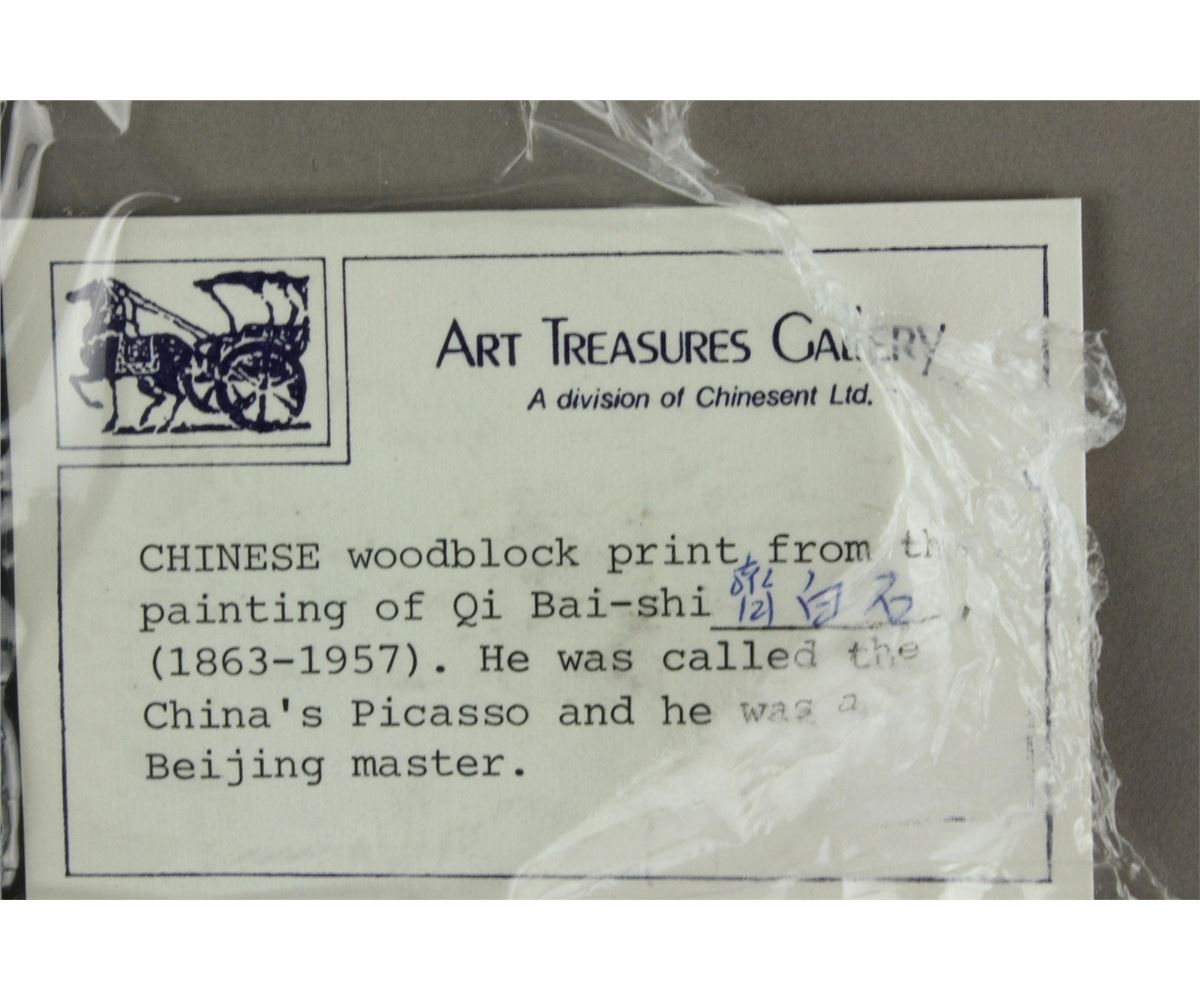 ART TREASURES GALLERY
A division of Chinesent Ltd.
CHINESE woodblock print from the
painting of Qi Bai-shi 齊白石,
(1863-1957). He was called the
China's Picasso and he was a
Beijing master.